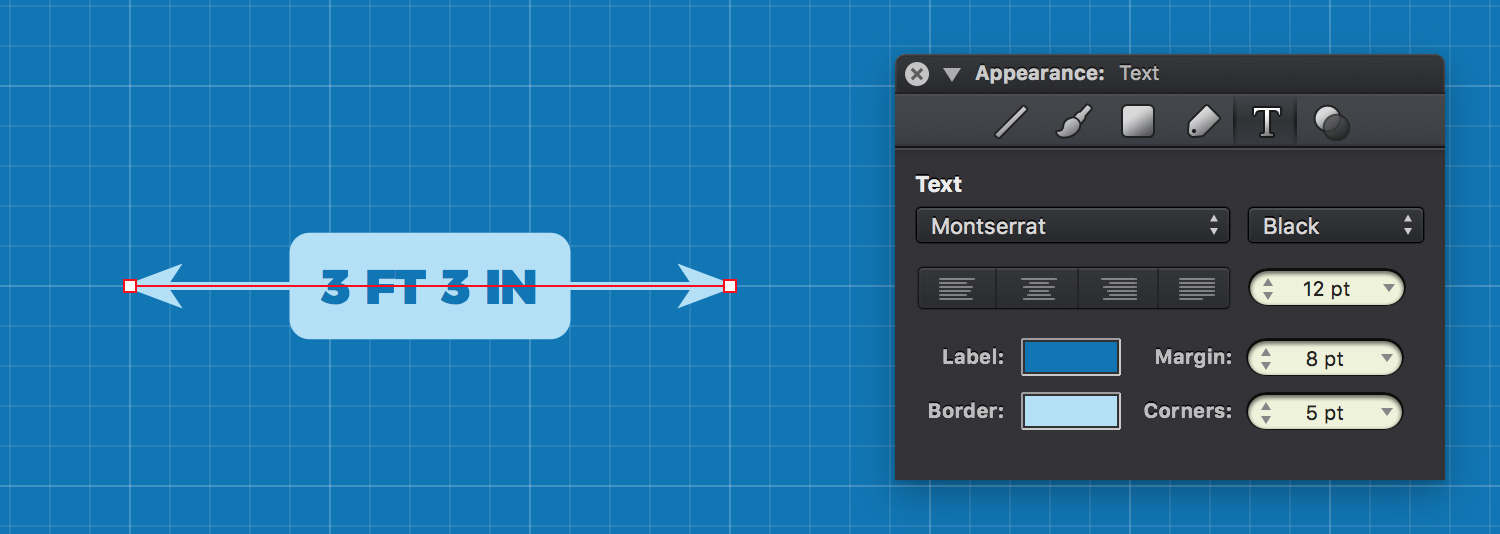 3 FT 3 IN
Appearance: Text
T
Text
Montserrat
Black
12 pt
Label:
Margin:
8 pt
Border:
Corners:
5 pt